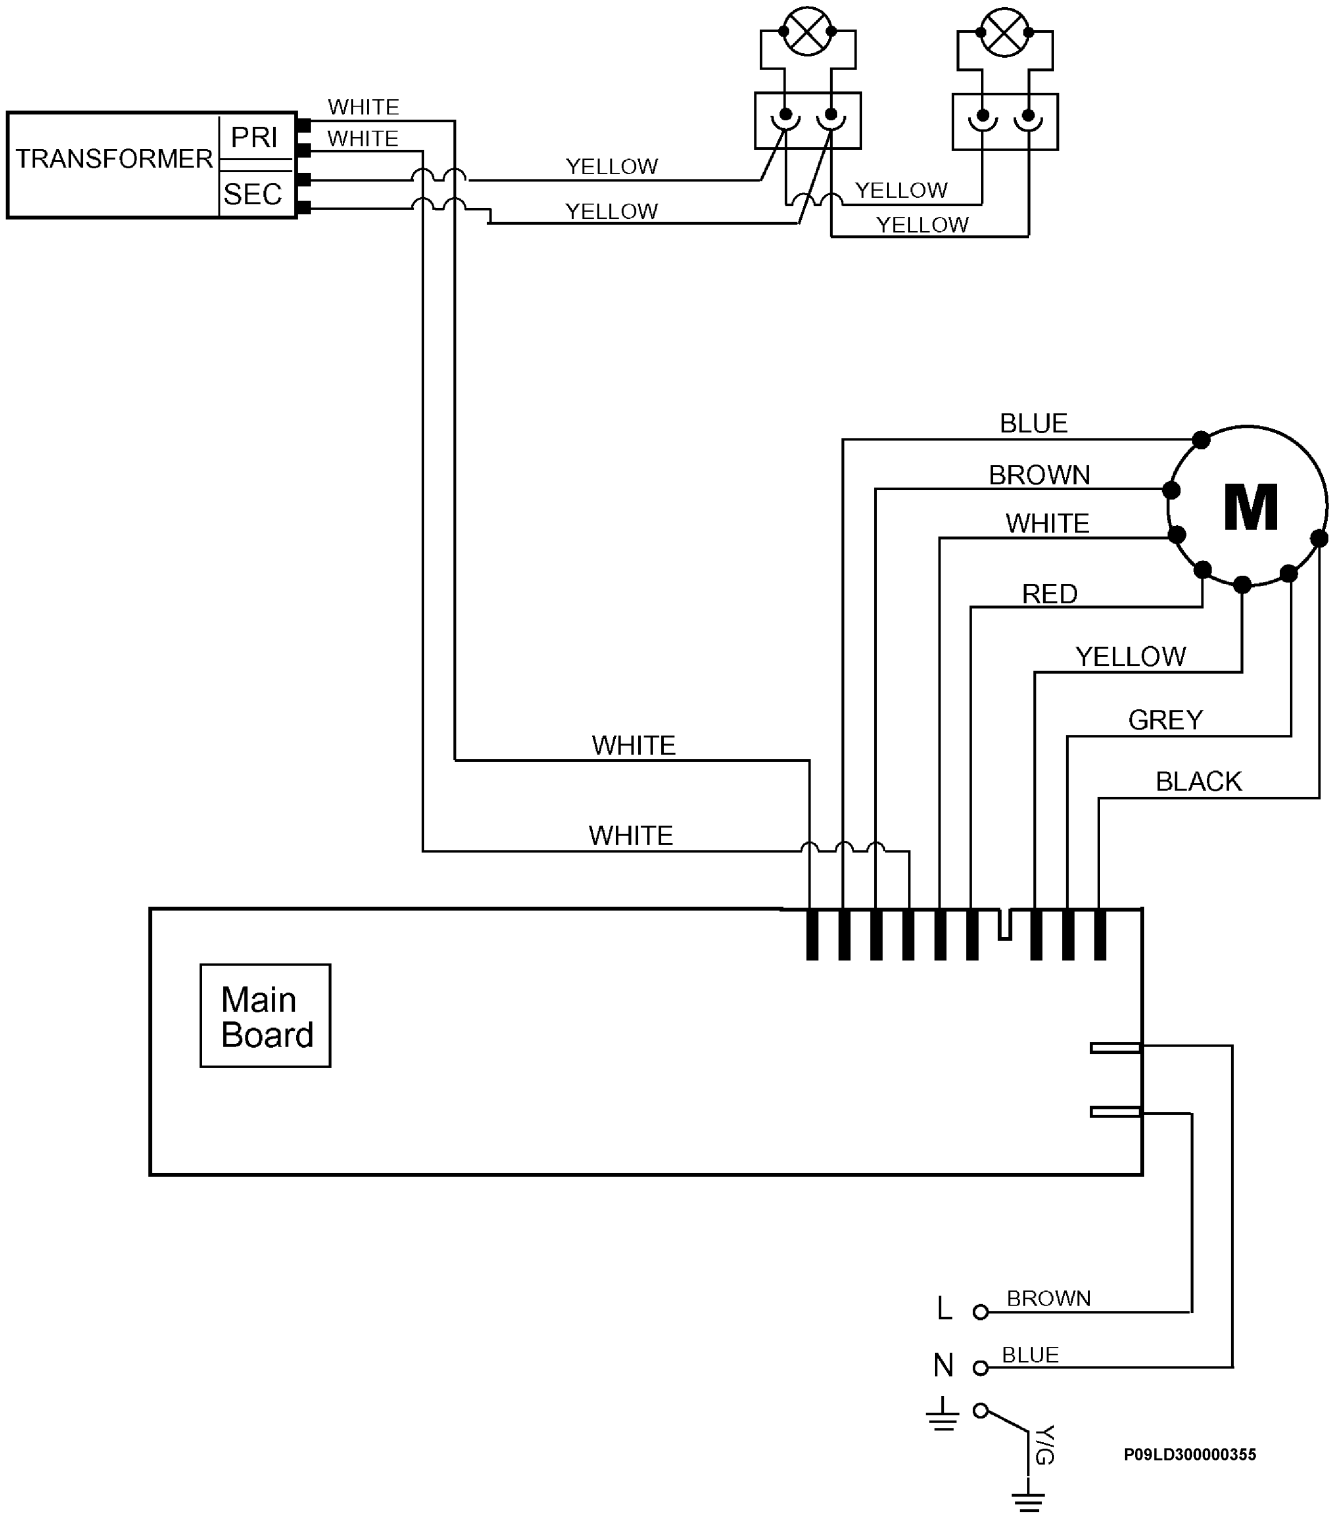 WHITE
WHITE
TRANSFORMER
PRI
SEC
YELLOW
YELLOW
YELLOW
YELLOW
BLUE
BROWN
M
WHITE
RED
YELLOW
GREY
BLACK
WHITE
WHITE
Main
Board
L
BROWN
N
BLUE
Y/G
P09LD300000355